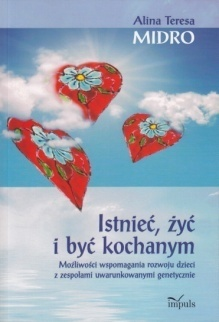 Alina Teresa
MIDRO
Istnieć, żyć
i być kochanym
Możliwości wspomagania rozwoju dzieci
z zespołami uwarunkowanymi genetycznie
impuls